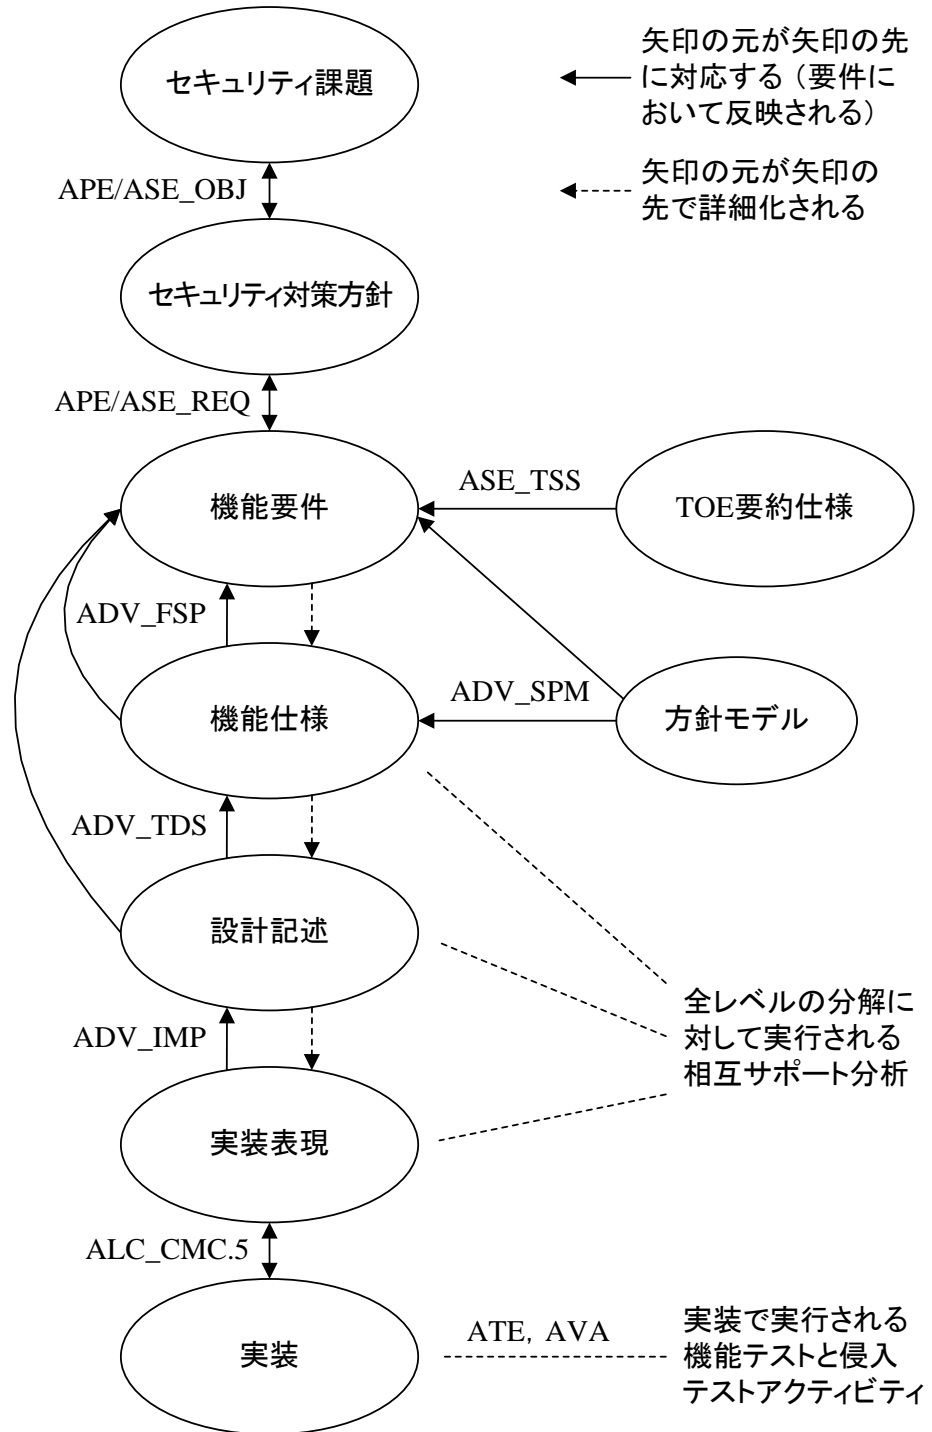 セキュリティ課題
矢印の元が矢印の先
に対応する（要件に
おいて反映される）
APE/ASE_OBJ
矢印の元が矢印の
先で詳細化される
セキュリティ対策方針
APE/ASE_REQ
機能要件
ASE_TSS
TOE要約仕様
ADV_FSP
機能仕様
ADV_SPM
方針モデル
ADV_TDS
設計記述
全レベルの分解に
対して実行される
相互サポート分析
ADV_IMP
実装表現
ALC_CMC.5
実装
ATE, AVA
実装で実行される
機能テストと侵入
テストアクティビティ